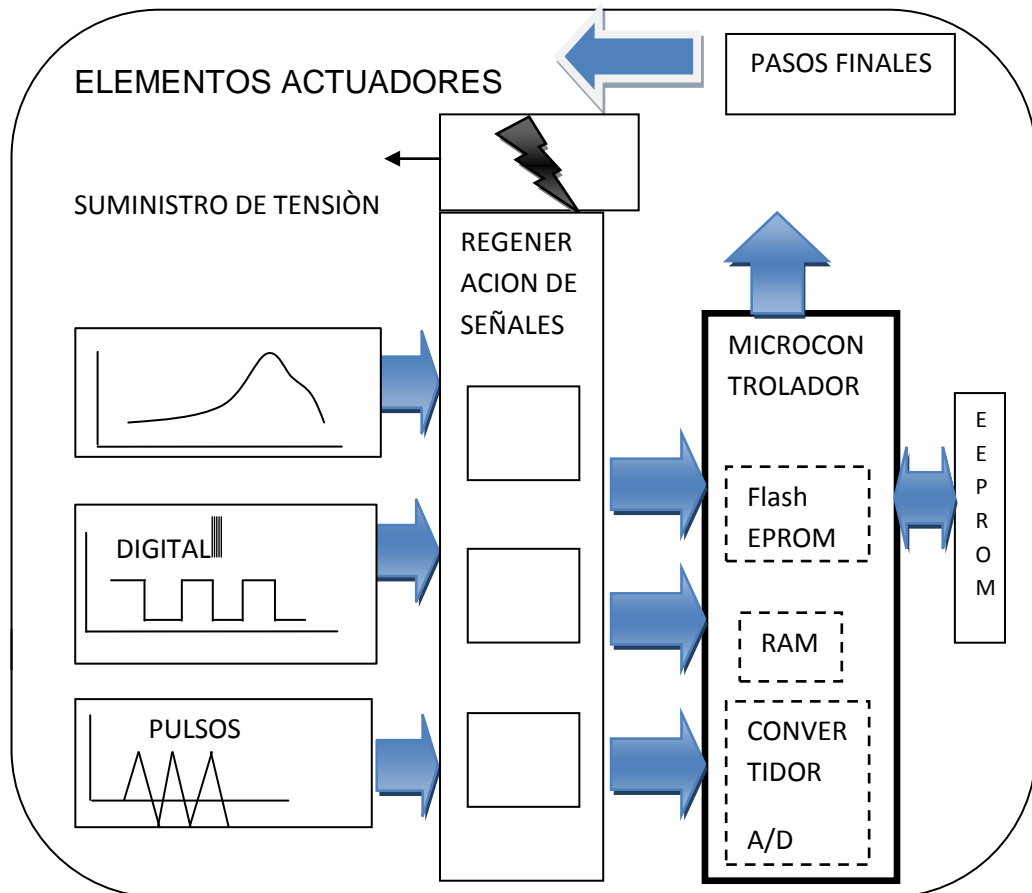 PASOS FINALES
ELEMENTOS ACTUADORES
SUMINISTRO DE TENSIÒN
REGENER
ACION DE
SEÑALES
MICROCON
TROLADOR
DIGITAL
PULSOS
Flash
EPROM
RAM
CONVER
TIDOR
A/D
E
E
P
R
O
M